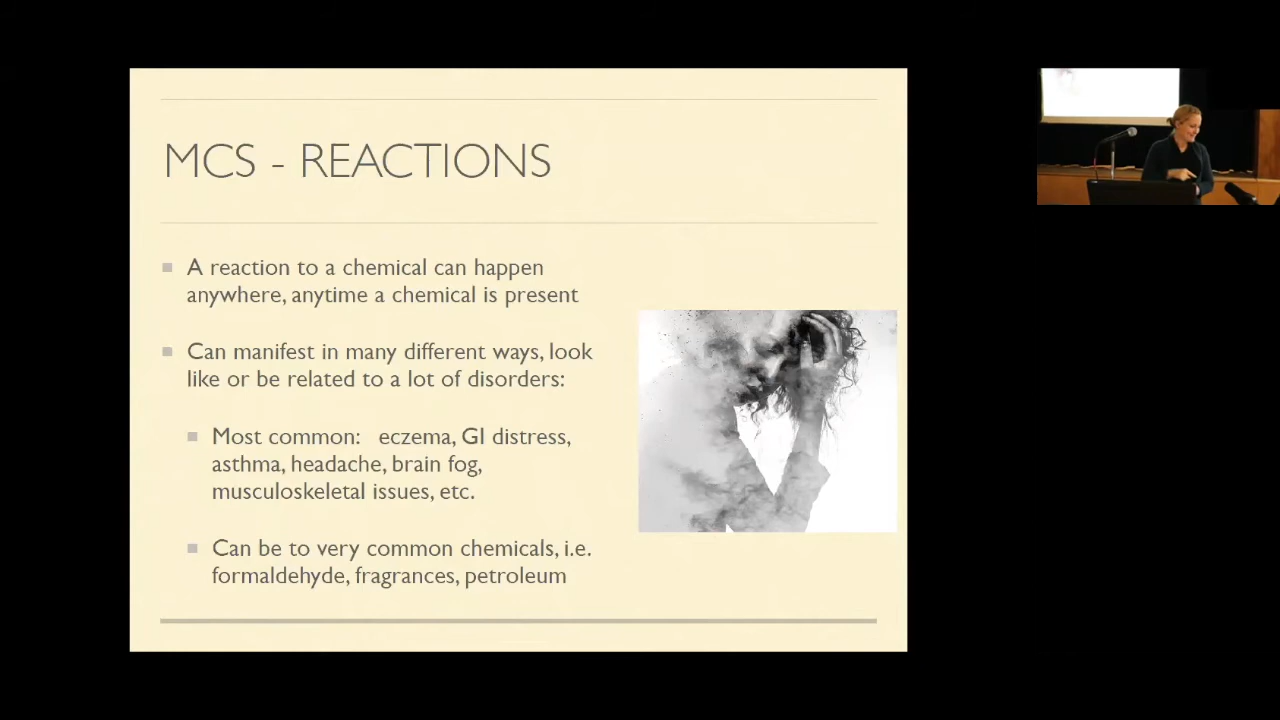 MCS - REACTIONS
A reaction to a chemical can happen
anywhere, anytime a chemical is present
Can manifest in many different ways, look
like or be related to a lot of disorders:
Most common: eczema, GI distress,
asthma, headache, brain fog,
musculoskeletal issues, etc.
Can be to very common chemicals, i.e.
formaldehyde, fragrances, petroleum